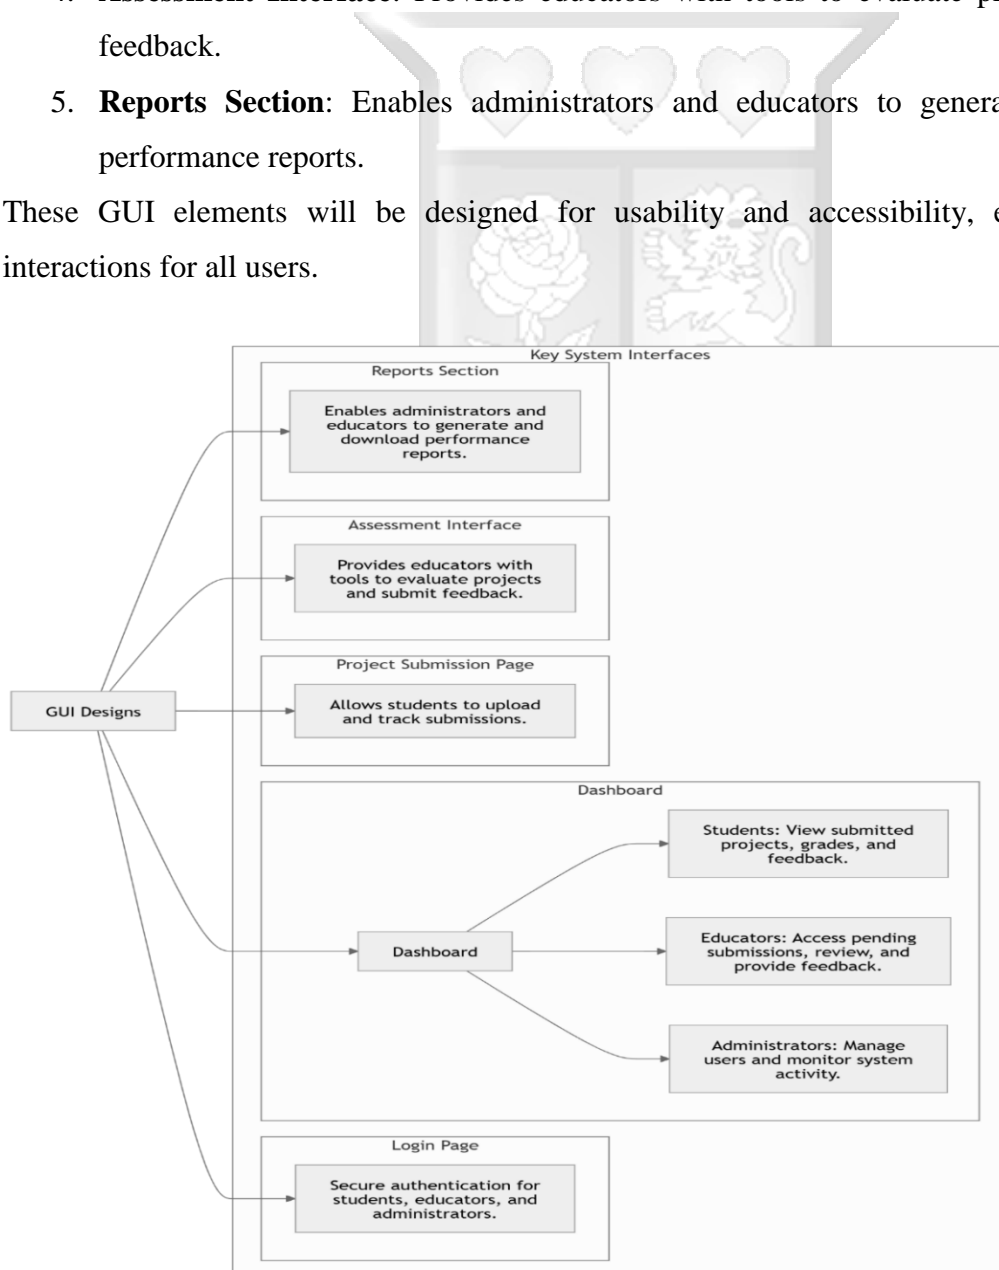 feedback.
5. Reports Section: Enables administrators and educators to
performance reports.
These GUI elements will be designed for usability and accessibility,
interactions for all users.
Key System Interfaces
Reports Section
Enables administrators and
educators to generate and
download performance
reports.
Assessment Interface
Provides educators with
tools to evaluate projects
and submit feedback.
Project Submission Page
GUI Designs
Allows students to upload
and track submissions.
Dashboard
Students: View submitted
projects, grades, and
feedback.
Dashboard
Educators: Access pending
submissions, review, and
provide feedback.
Administrators: Manage
users and monitor system
activity.
Login Page
Secure authentication for
students, educators, and
administrators.